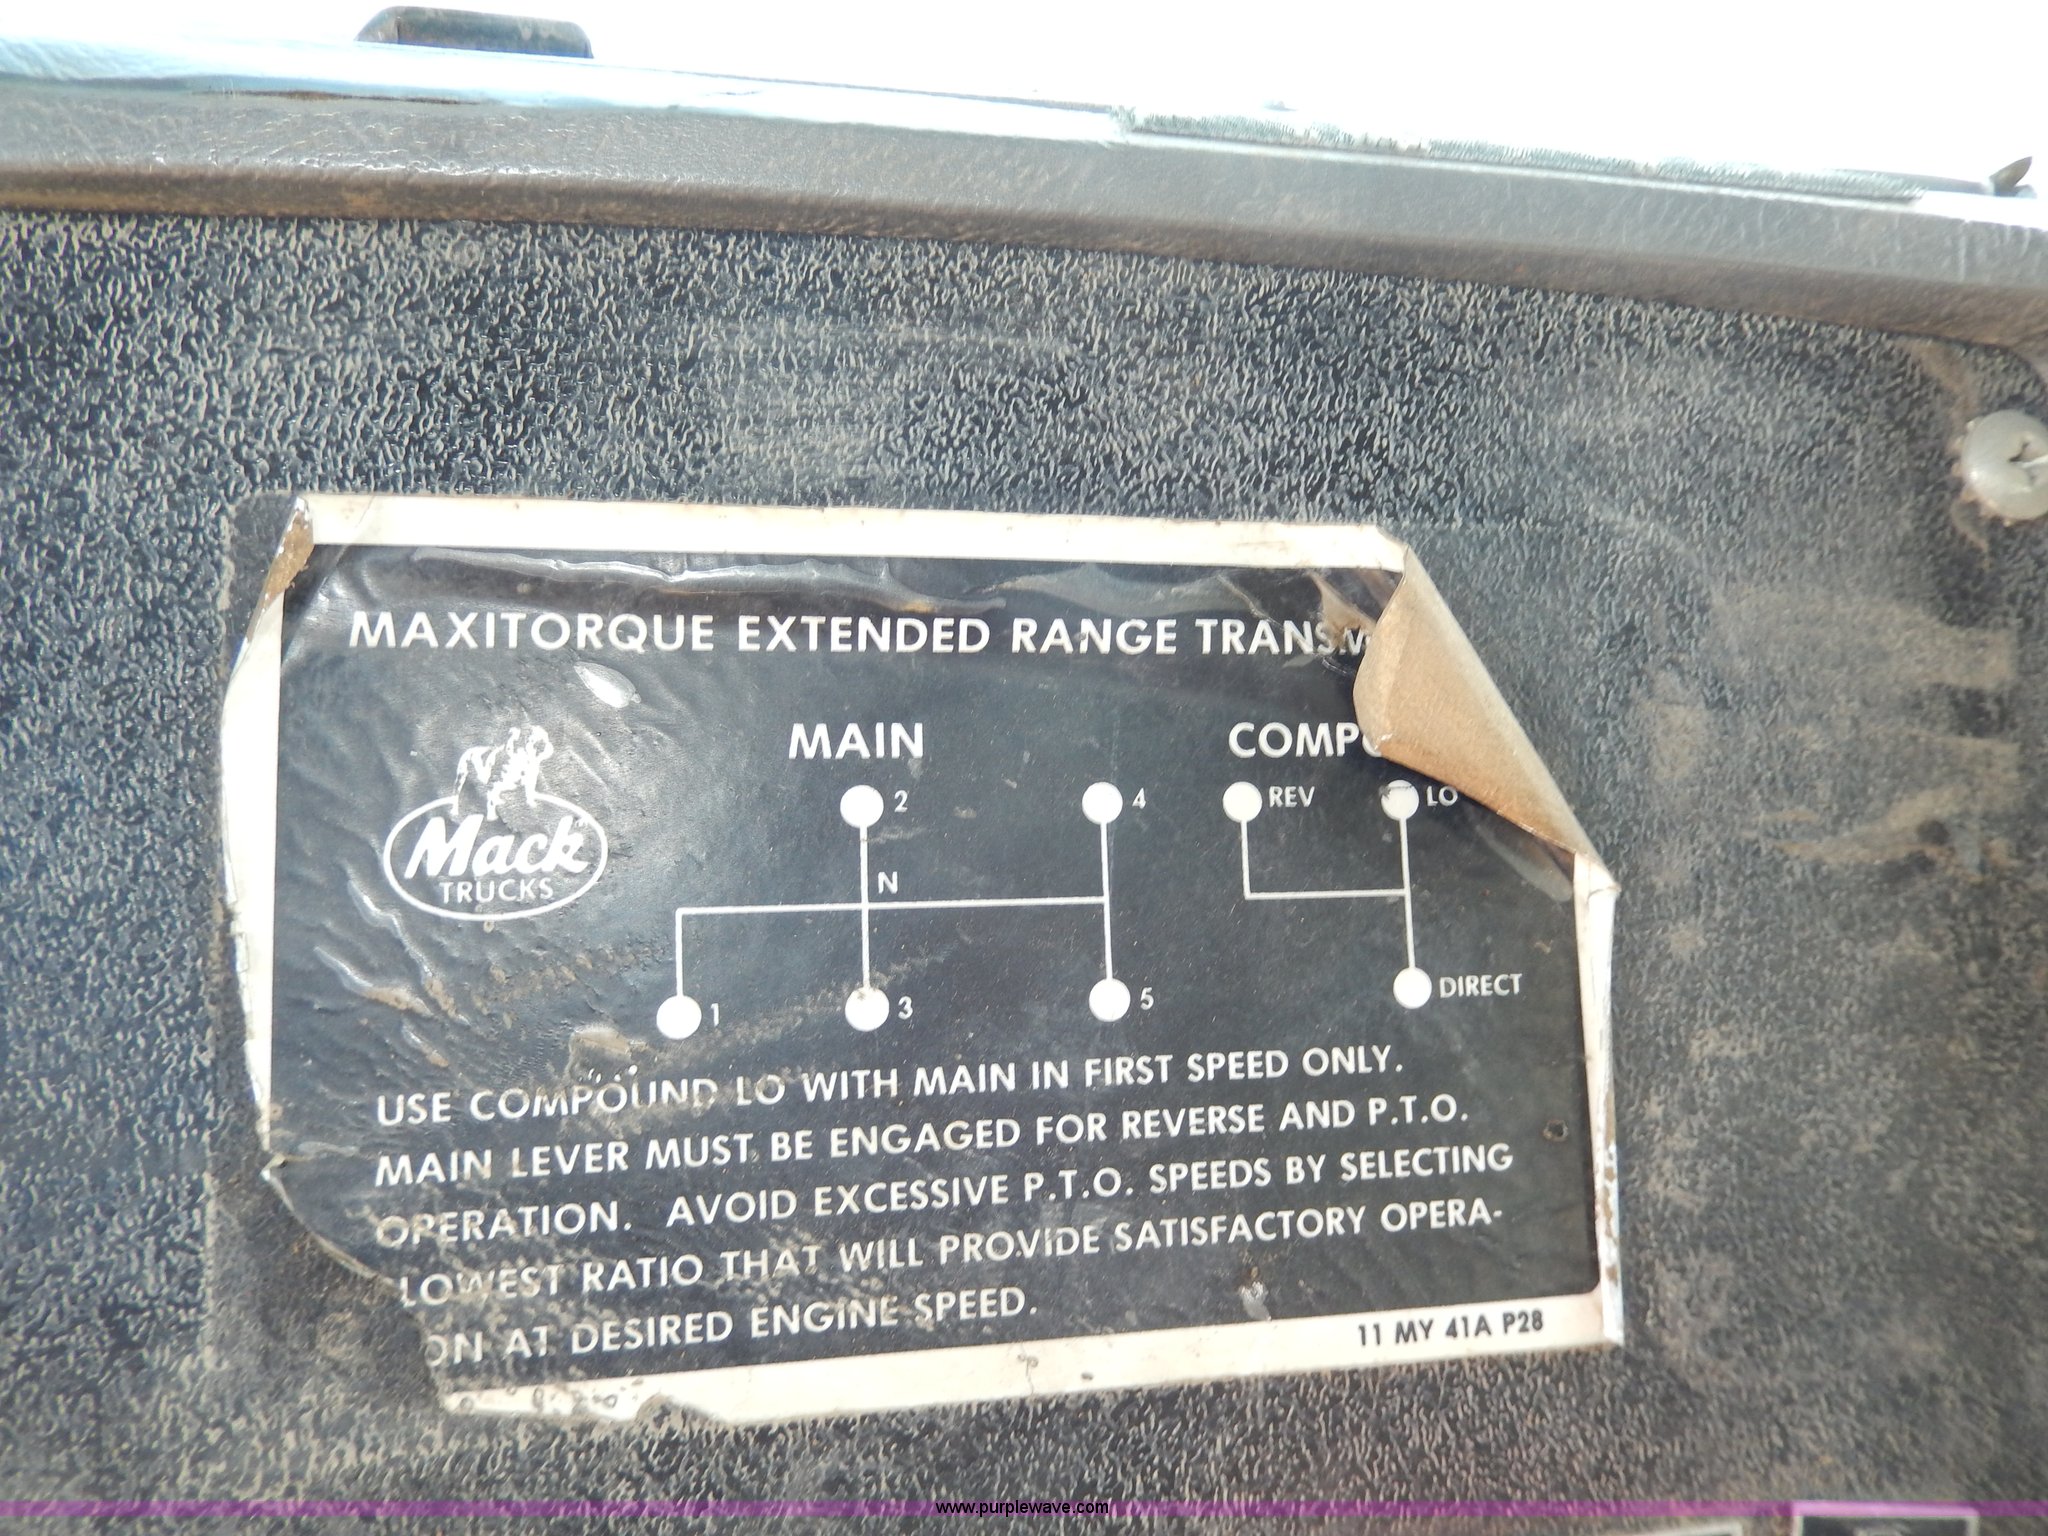 MAXITORQUE EXTENDED RANGE
MAIN
2
4
REV
LO
N
Mack
TRUCKS
1
3
5
DIRECT
USE COMPOUND LO WITH MAIN IN FIRST SPEED ONLY.
MAIN LEVER MUST BE ENGAGED FOR REVERSE AND P.T.O.
OPERATION. AVOID EXCESSIVE P.T.O. SPEEDS BY SELECTING
LOWEST RATIO THAT WILL PROVIDE SATISFACTORY OPERA-
ON AT DESIRED ENGINE SPEED.
11 MY 41A P28
www.purplewave.com